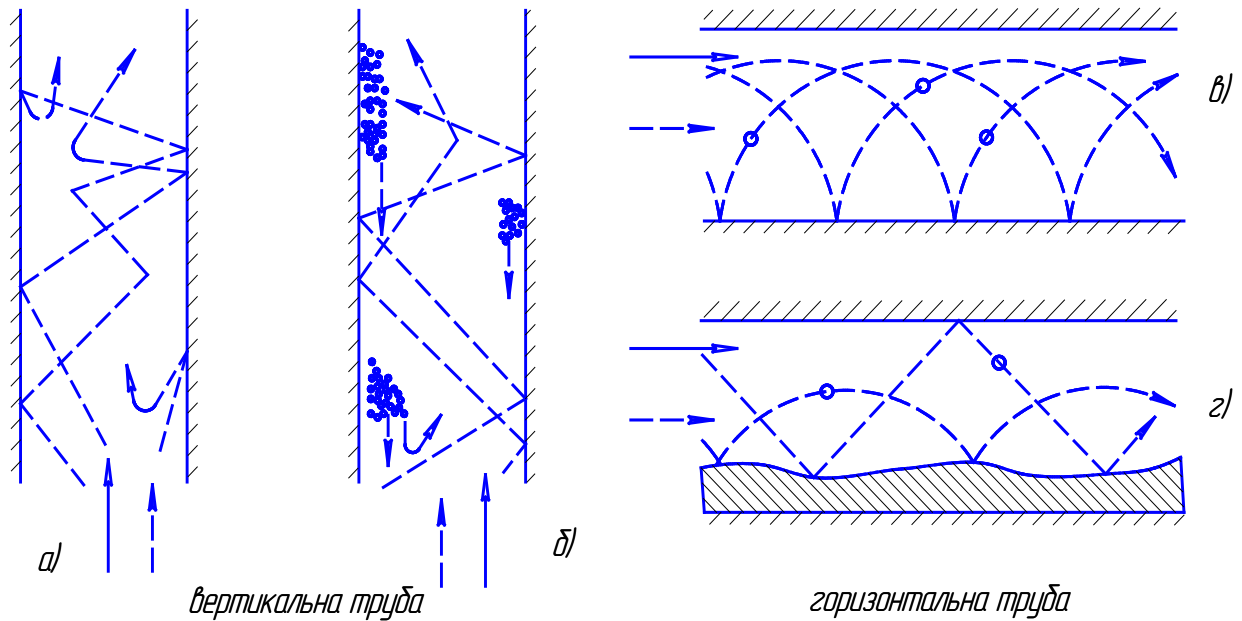 а)
б)
вертикальна труба
в)
г)
горизонтальна труба